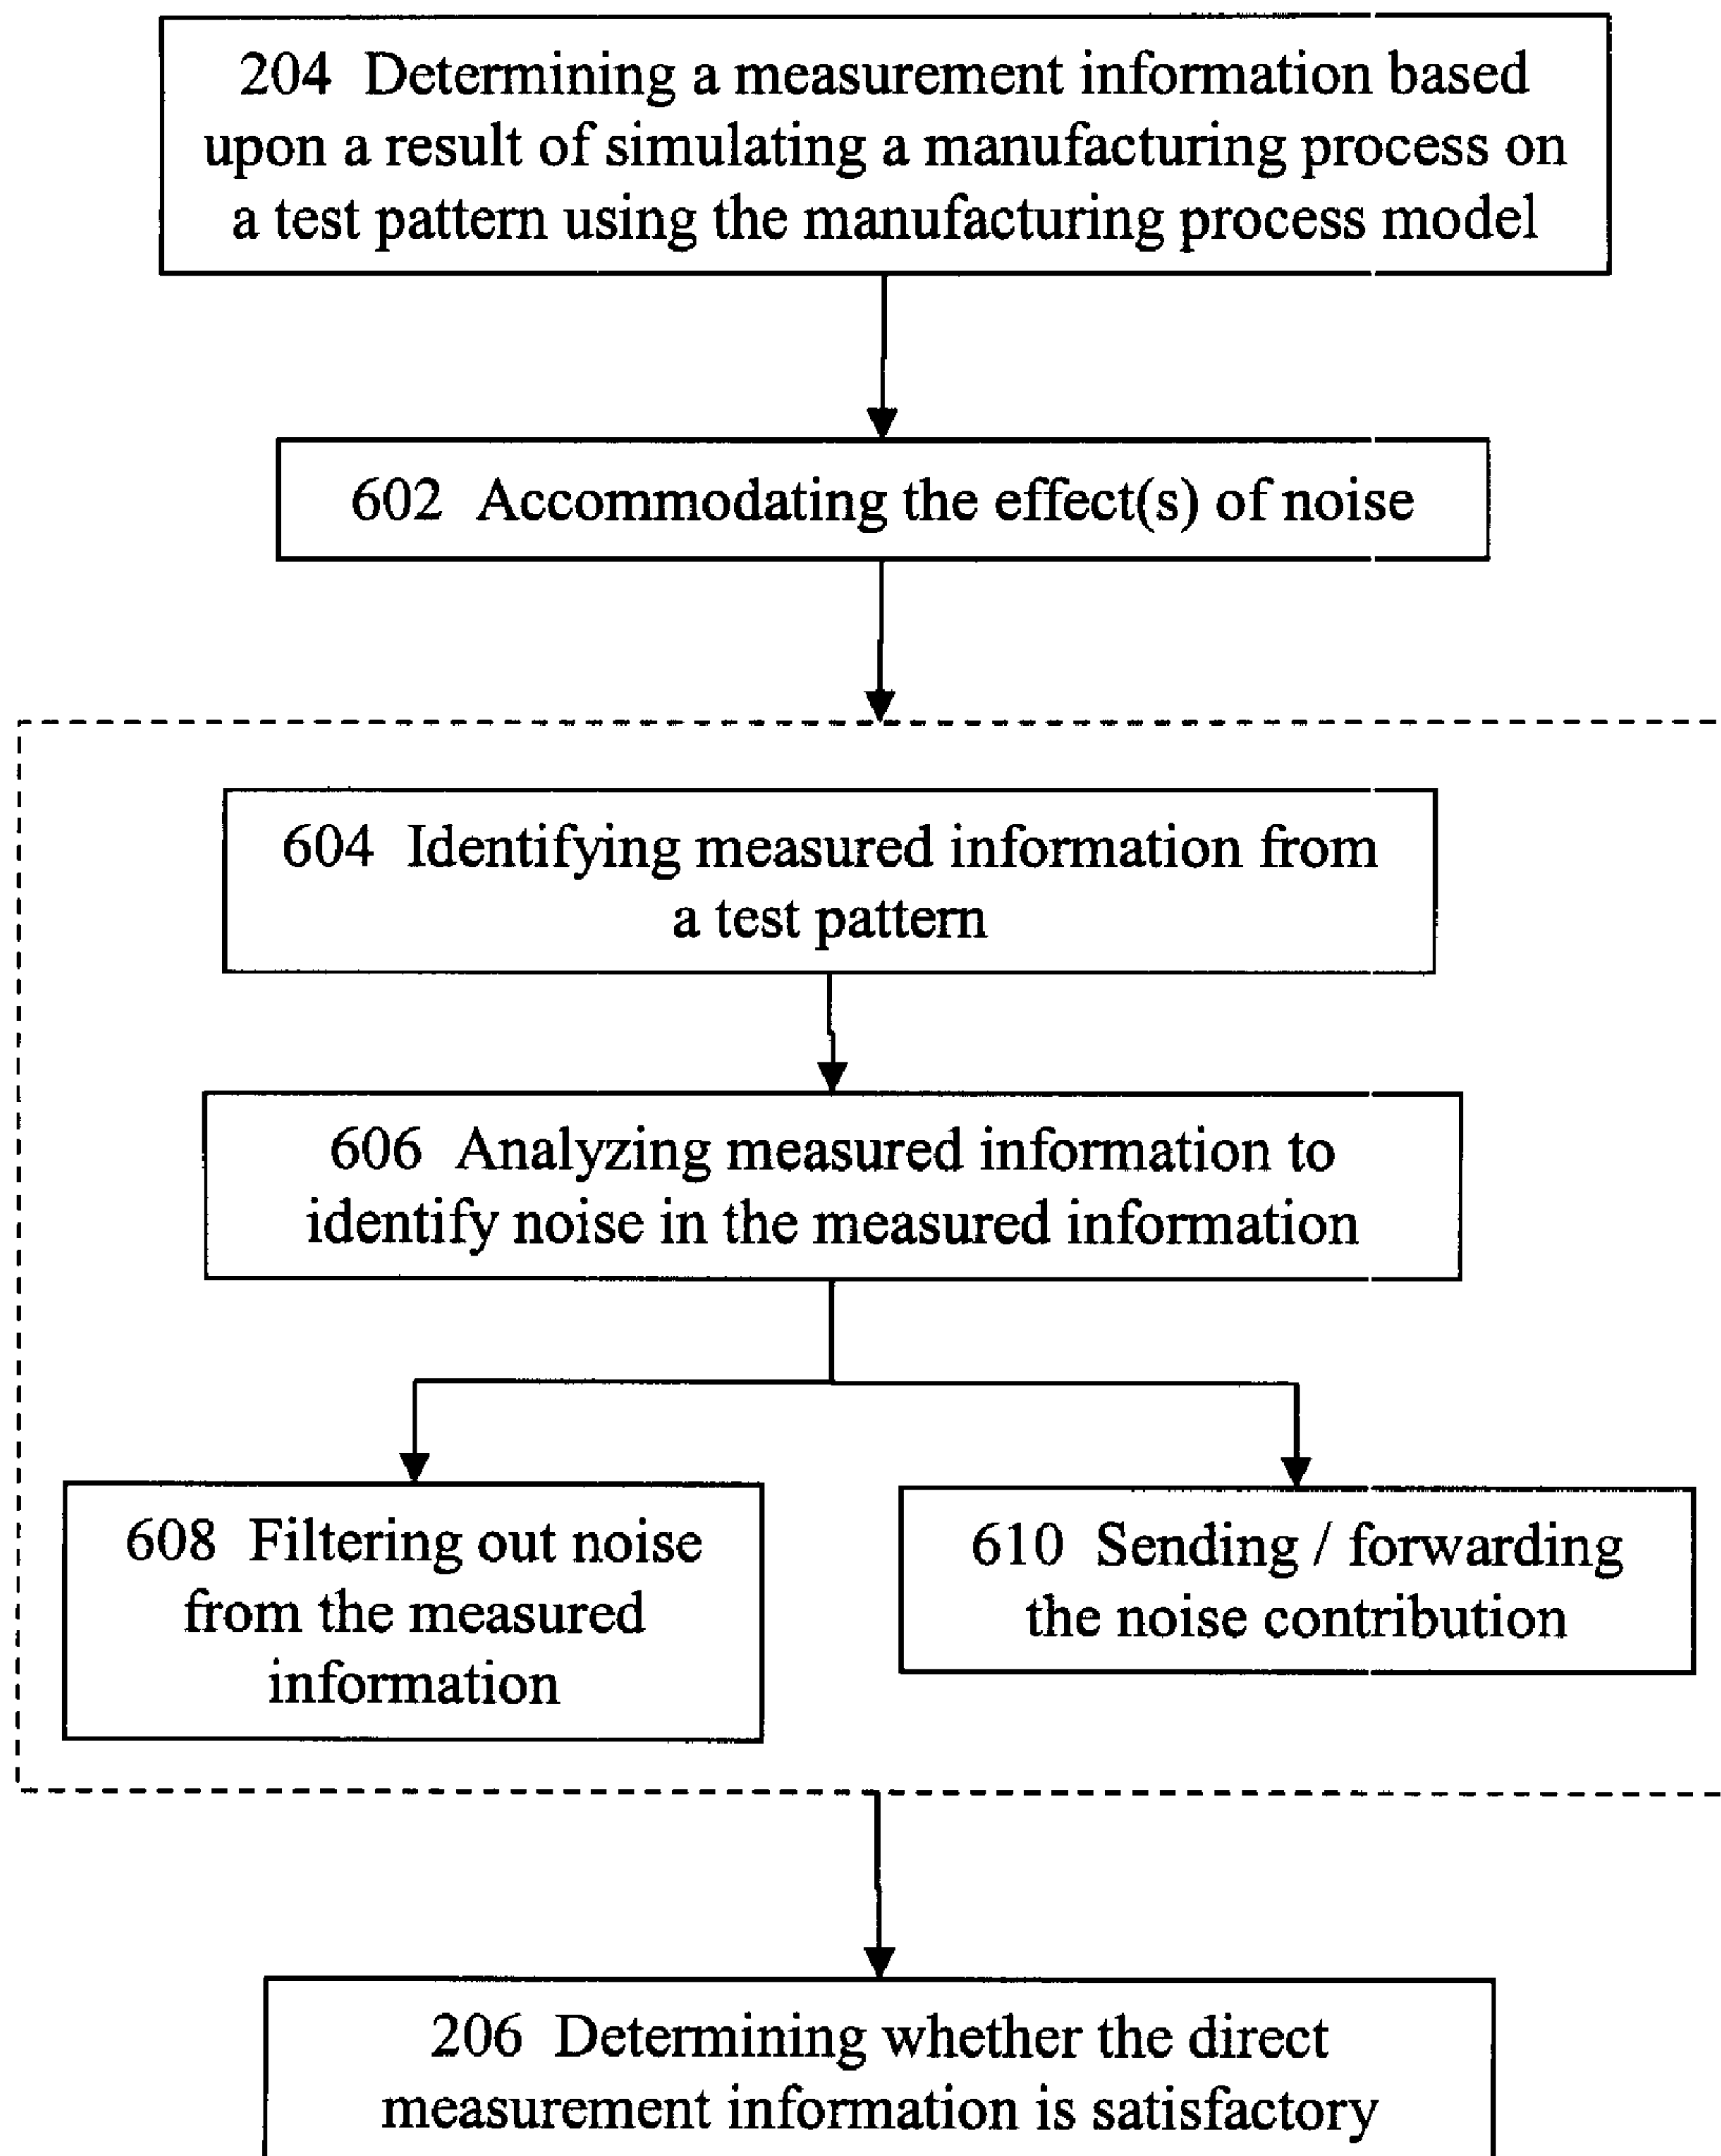 204 Determining a measurement information based
upon a result of simulating a manufacturing process on
a test pattern using the manufacturing process model
602 Accommodating the effect(s) of noise
604 Identifying measured information from
a test pattern
606 Analyzing measured information to
identify noise in the measured information
608 Filtering out noise
from the measured
information
610 Sending / forwarding
the noise contribution
206 Determining whether the direct
measurement information is satisfactory